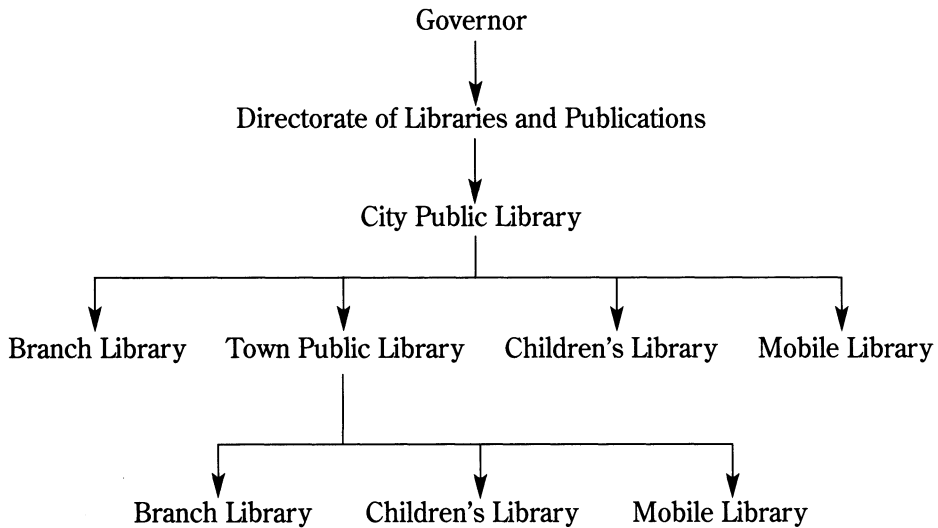 Governor
Directorate of Libraries and Publications
City Public Library
Branch Library Town Public Library Children's Library Mobile Library
Branch Library Children's Library Mobile Library